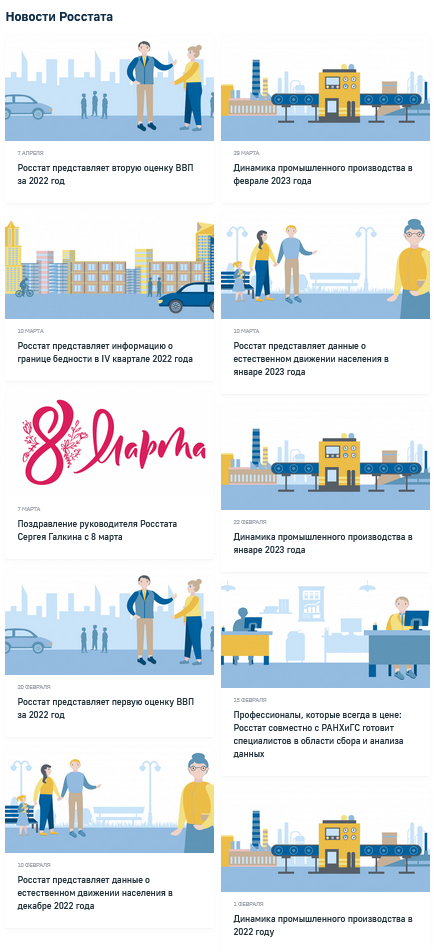 Новости Росстата
7 АПРЕЛЯ
Росстат представляет вторую оценку ВВП
за 2022 год
29 МАРТА
Динамика промышленного производства в
феврале 2023 года
10 МАРТА
Росстат представляет информацию о
границе бедности в IV квартале 2022 года
10 МАРТА
Росстат представляет данные о
естественном движении населения в
январе 2023 года
8 Марта
7 МАРТА
Поздравление руководителя Росстата
Сергея Галкина с 8 марта
22 ФЕВРАЛЯ
Динамика промышленного производства в
январе 2023 года
20 ФЕВРАЛЯ
Росстат представляет первую оценку ВВП
за 2022 год
15 ФЕВРАЛЯ
Профессионалы, которые всегда в цене:
Росстат совместно с РАНХиГС готовит
специалистов в области сбора и анализа
данных
10 ФЕВРАЛЯ
Росстат представляет данные о
естественном движении населения в
декабре 2022 года
1 ФЕВРАЛЯ
Динамика промышленного производства в
2022 году